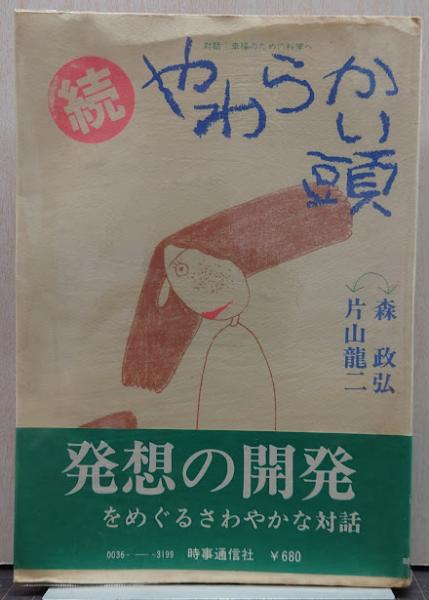 対話：幸福のための科学へ
続
やわらかい頭
森 政弘
片山龍二
発想の開発
をめぐるさわやかな対話
0036-  -3199 時事通信社 ￥680